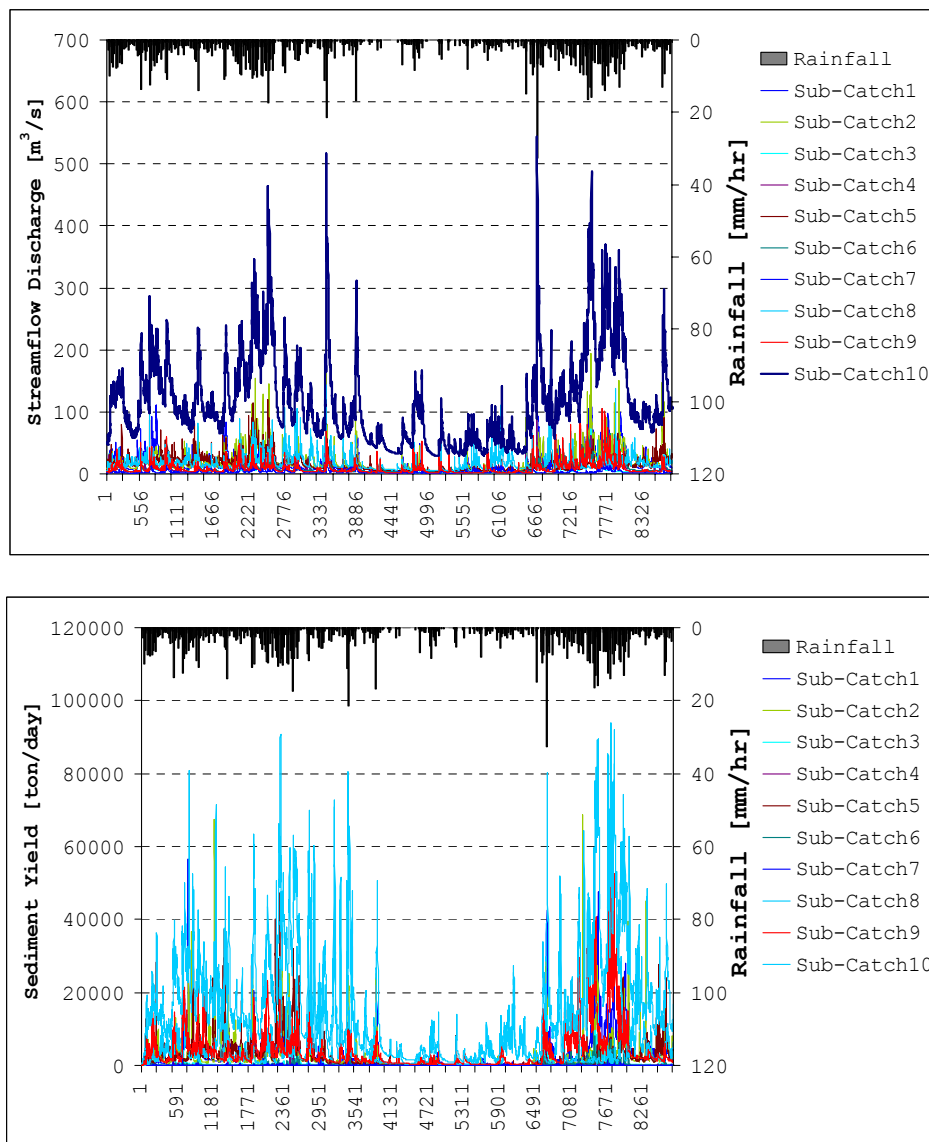 700
600
500
400
300
200
100
0
Streamflow Discharge [m³/s]
0
20
40
60
80
100
120
Rainfall [mm/hr]
1
556
1111
1666
2221
2776
3331
3886
4441
4996
5551
6106
6661
7216
7771
8326
Rainfall
Sub-Catch1
Sub-Catch2
Sub-Catch3
Sub-Catch4
Sub-Catch5
Sub-Catch6
Sub-Catch7
Sub-Catch8
Sub-Catch9
Sub-Catch10
120000
100000
80000
60000
40000
20000
0
Sediment Yield [ton/day]
0
20
40
60
80
100
120
Rainfall [mm/hr]
1
591
1181
1771
2361
2951
3541
4131
4721
5311
5901
6491
7081
7671
8261
Rainfall
Sub-Catch1
Sub-Catch2
Sub-Catch3
Sub-Catch4
Sub-Catch5
Sub-Catch6
Sub-Catch7
Sub-Catch8
Sub-Catch9
Sub-Catch10